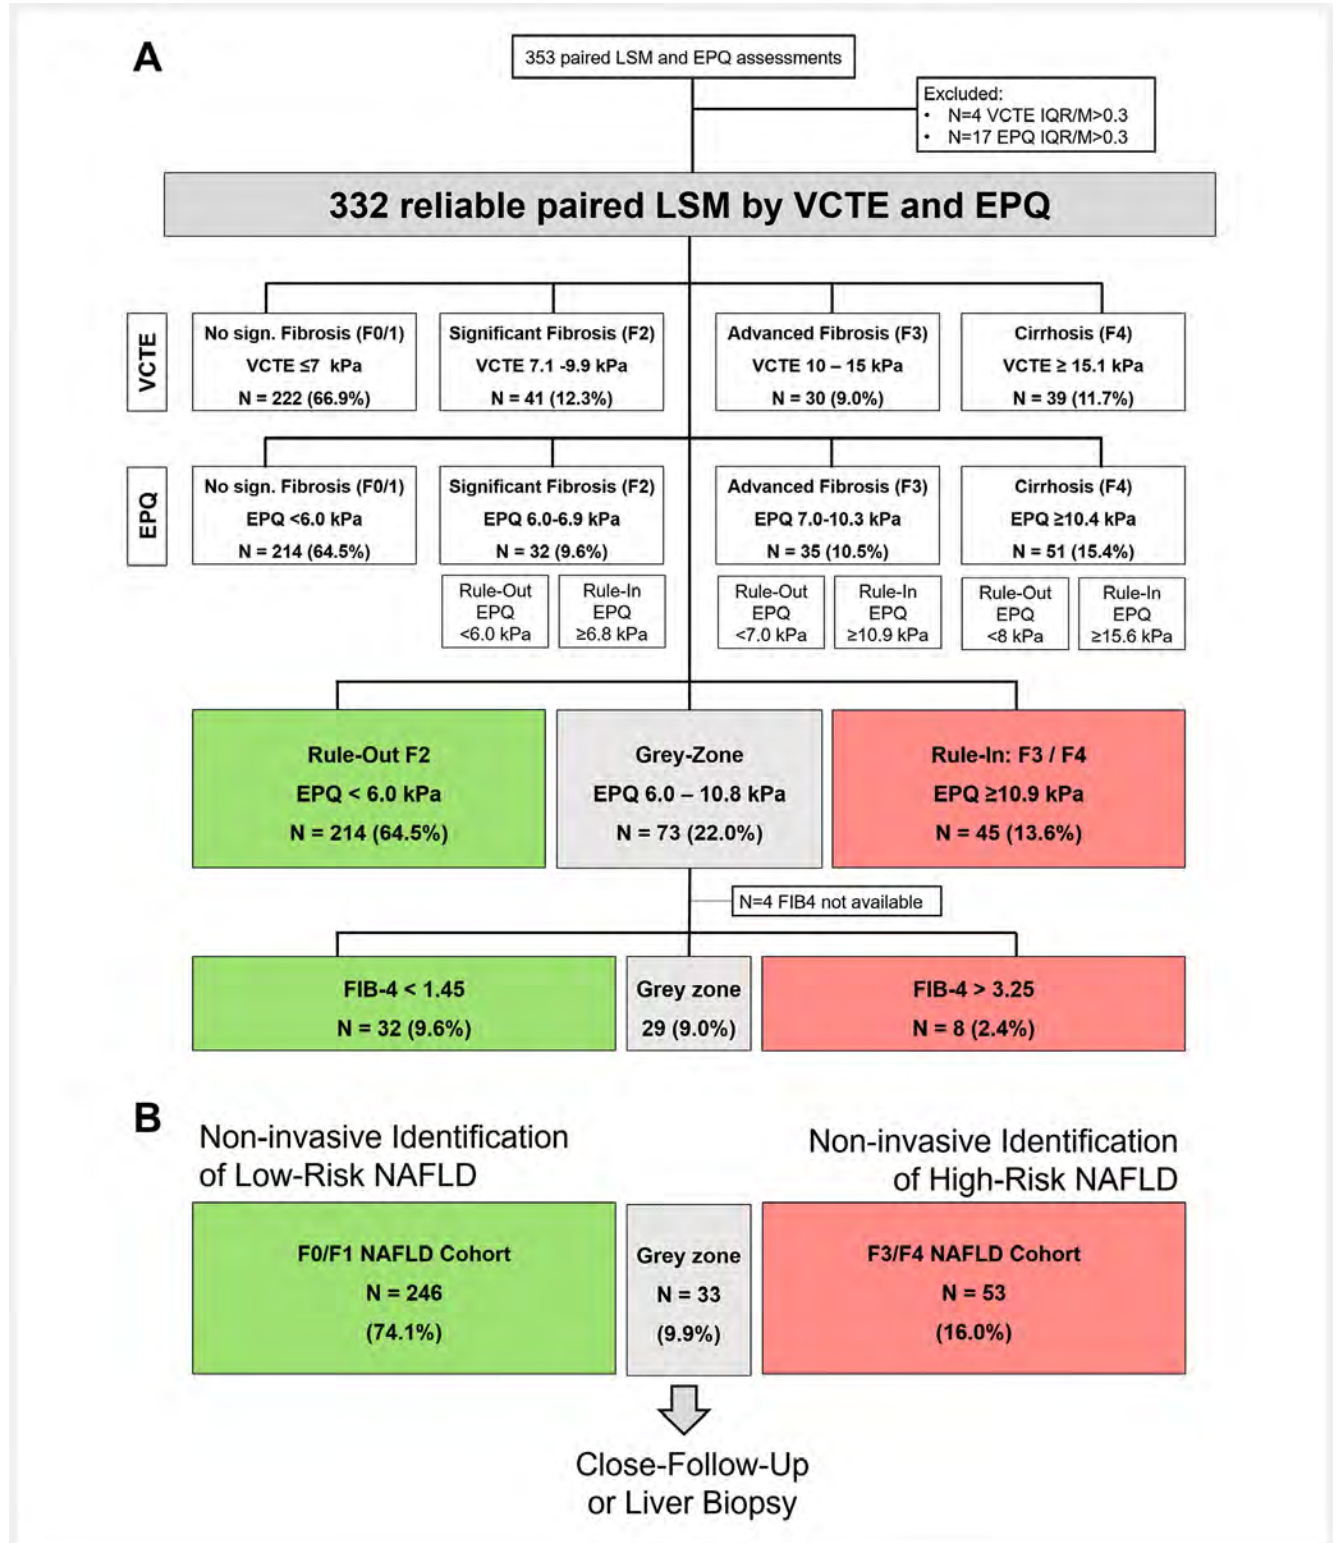 A
353 paired LSM and EPQ assessments
Excluded:
• N=4 VCTE IQR/M>0.3
• N=17 EPQ IQR/M>0.3
332 reliable paired LSM by VCTE and EPQ
VCTE
No sign. Fibrosis (F0/1)
VCTE ≤7 kPa
N = 222 (66.9%)
Significant Fibrosis (F2)
VCTE 7.1 -9.9 kPa
N = 41 (12.3%)
Advanced Fibrosis (F3)
VCTE 10 – 15 kPa
N = 30 (9.0%)
Cirrhosis (F4)
VCTE ≥ 15.1 kPa
N = 39 (11.7%)
EPQ
No sign. Fibrosis (F0/1)
EPQ <6.0 kPa
N = 214 (64.5%)
Significant Fibrosis (F2)
EPQ 6.0-6.9 kPa
N = 32 (9.6%)
Advanced Fibrosis (F3)
EPQ 7.0-10.3 kPa
N = 35 (10.5%)
Cirrhosis (F4)
EPQ ≥10.4 kPa
N = 51 (15.4%)
Rule-Out
EPQ
<6.0 kPa
Rule-In
EPQ
≥6.8 kPa
Rule-Out
EPQ
<7.0 kPa
Rule-In
EPQ
≥10.9 kPa
Rule-Out
EPQ
<8 kPa
Rule-In
EPQ
≥15.6 kPa
Rule-Out F2
EPQ < 6.0 kPa
N = 214 (64.5%)
Grey-Zone
EPQ 6.0 – 10.8 kPa
N = 73 (22.0%)
Rule-In: F3 / F4
EPQ ≥10.9 kPa
N = 45 (13.6%)
N=4 FIB4 not available
FIB-4 < 1.45
N = 32 (9.6%)
Grey zone
29 (9.0%)
FIB-4 > 3.25
N = 8 (2.4%)
B
Non-invasive Identification
of Low-Risk NAFLD
Non-invasive Identification
of High-Risk NAFLD
F0/F1 NAFLD Cohort
N = 246
(74.1%)
Grey zone
N = 33
(9.9%)
F3/F4 NAFLD Cohort
N = 53
(16.0%)
Close-Follow-Up
or Liver Biopsy